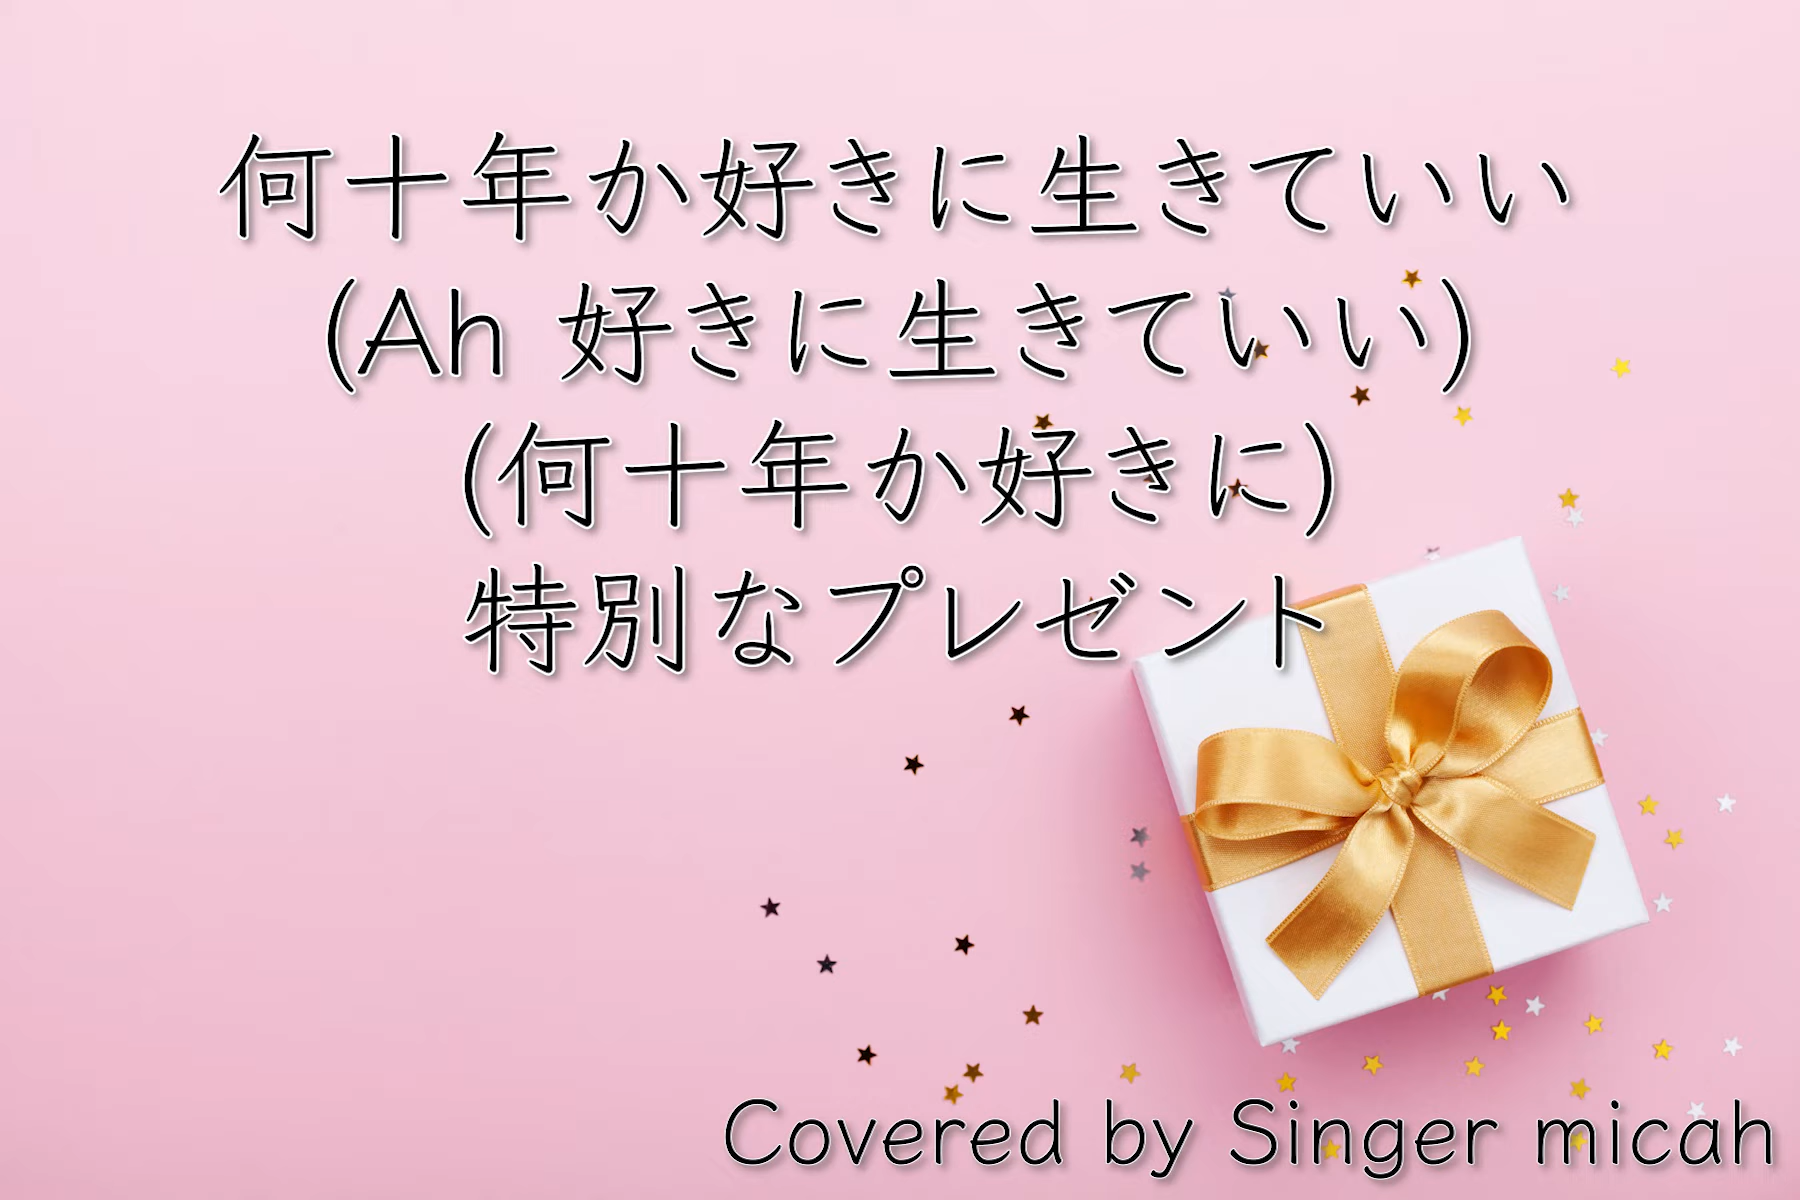 何十年か好きに生きていい
(Ah 好きに生きていい)
(何十年か好きに)
特別なプレゼント
Covered by Singer micah